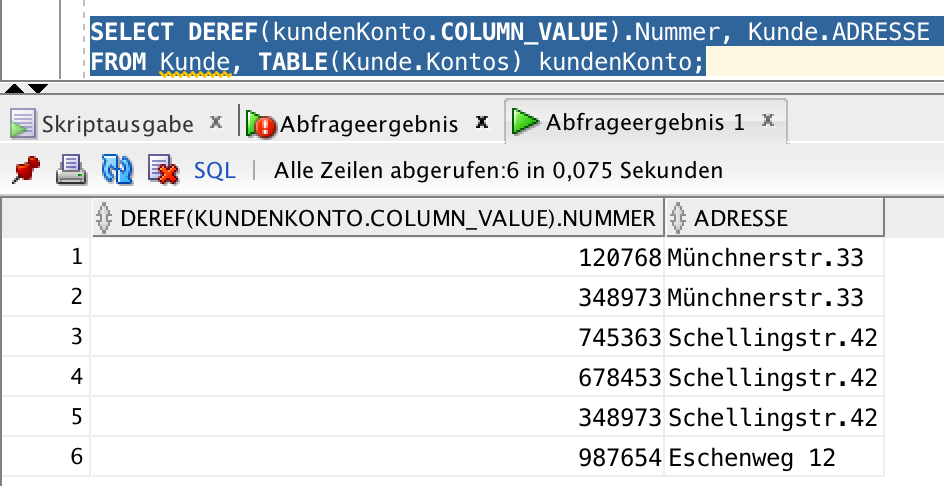 SELECT DEREF(kundenKonto.COLUMN_VALUE).Nummer, Kunde.ADRESSE
FROM Kunde, TABLE(Kunde.Kontos) kundenKonto;
Skriptausgabe x Abfrageergebnis x Abfrageergebnis 1 x
SQL | Alle Zeilen abgerufen:6 in 0,075 Sekunden
DEREF(KUNDENKONTO.COLUMN_VALUE).NUMMER ADRESSE
1 120768 Münchnerstr.33
2 348973 Münchnerstr.33
3 745363 Schellingstr.42
4 678453 Schellingstr.42
5 348973 Schellingstr.42
6 987654 Eschenweg 12